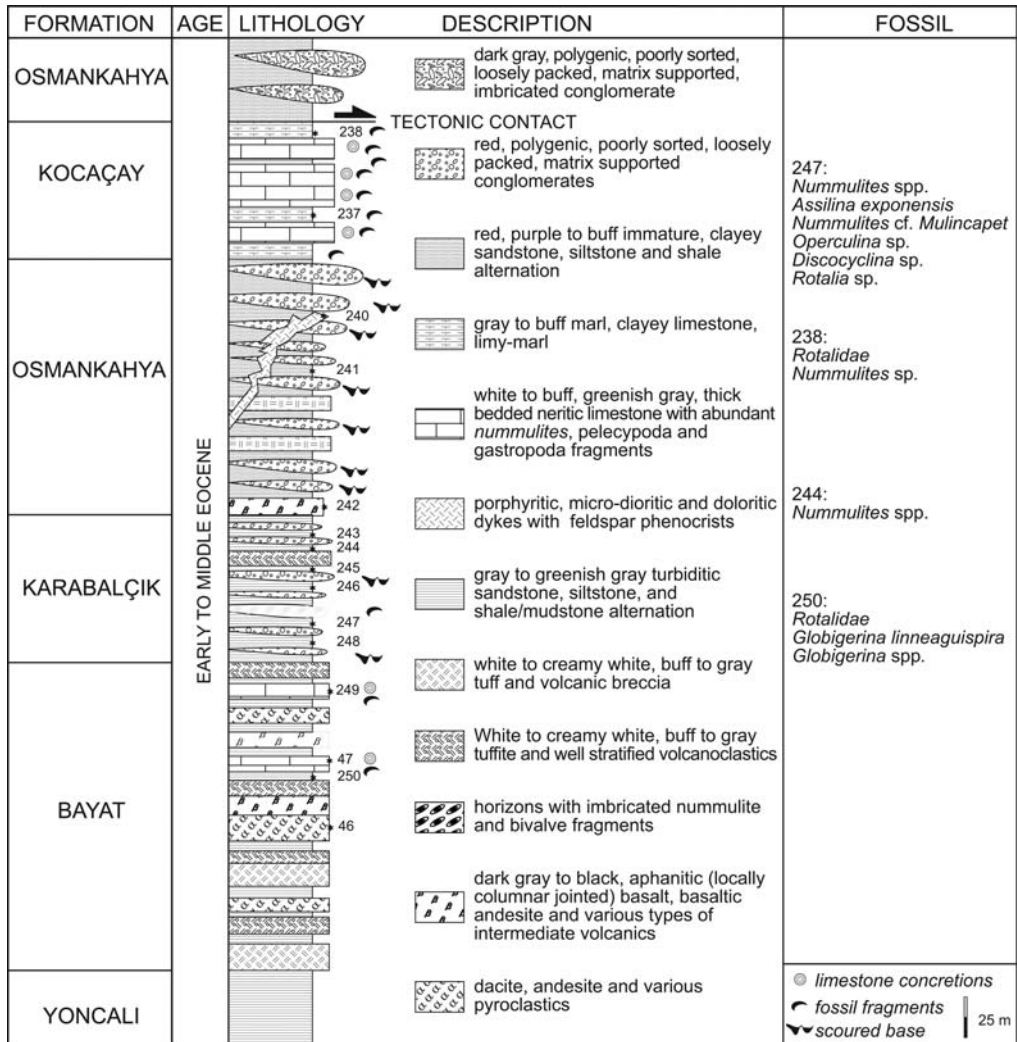 FORMATION
AGE
LITHOLOGY
DESCRIPTION
FOSSIL
OSMANKAHYA
KOCAÇAY
OSMANKAHYA
KARABALÇIK
BAYAT
YONCALI
EARLY TO MIDDLE EOCENE
238
237
240
241
242
243
244
245
246
247
248
249
47
250
46
dark gray, polygenic, poorly sorted,
loosely packed, matrix supported,
imbricated conglomerate
TECTONIC CONTACT
red, polygenic, poorly sorted, loosely
packed, matrix supported
conglomerates
red, purple to buff immature, clayey
sandstone, siltstone and shale
alternation
gray to buff marl, clayey limestone,
limy-marl
white to buff, greenish gray, thick
bedded neritic limestone with abundant
nummulites, pelecypoda and
gastropoda fragments
porphyritic, micro-dioritic and doloritic
dykes with feldspar phenocrists
gray to greenish gray turbiditic
sandstone, siltstone, and
shale/mudstone alternation
white to creamy white, buff to gray
tuff and volcanic breccia
White to creamy white, buff to gray
tuffite and well stratified volcanoclastics
horizons with imbricated nummulite
and bivalve fragments
dark gray to black, aphanitic (locally
columnar jointed) basalt, basaltic
andesite and various types of
intermediate volcanics
dacite, andesite and various
pyroclastics
247:
Nummulites spp.
Assilina exponensis
Nummulites cf. Mulincapet
Operculina sp.
Discocyclina sp.
Rotalia sp.
238:
Rotalidae
Nummulites sp.
244:
Nummulites spp.
250:
Rotalidae
Globigerina linneaguispira
Globigerina spp.
limestone concretions
fossil fragments
scoured base
25 m